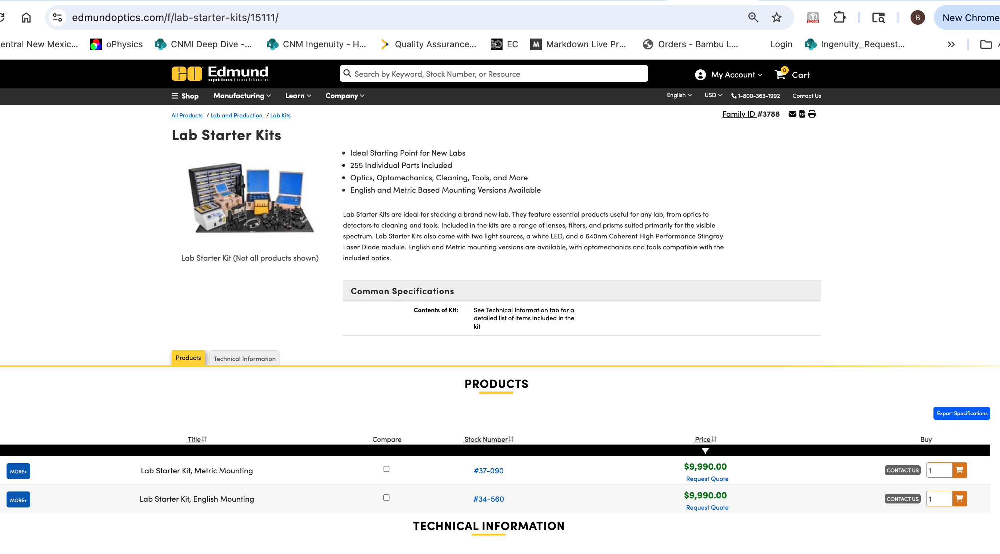 edmundoptics.com/f/lab-starter-kits/15111/
B
New Chrome
entral New Mexic...
oPhysics
CNMI Deep Dive -...
CNM Ingenuity - H...
Quality Assurance...
EC
Markdown Live Pr...
Orders - Bambu L...
Login
Ingenuity_Request...
Edmund
optics | worldwide
Search by Keyword, Stock Number, or Resource
My Account
0
Cart
Shop
Manufacturing
Learn
Company
English
USD
1-800-363-1992
Contact Us
All Products / Lab and Production / Lab Kits
Family ID #3788
Lab Starter Kits
Ideal Starting Point for New Labs
255 Individual Parts Included
Optics, Optomechanics, Cleaning, Tools, and More
English and Metric Based Mounting Versions Available
Lab Starter Kits are ideal for stocking a brand new lab. They feature essential products useful for any lab, from optics to
detectors to cleaning and tools. Included in the kits are a range of lenses, filters, and prisms suited primarily for the visible
spectrum. Lab Starter Kits also come with two light sources, a white LED, and a 640nm Coherent High Performance Stingray
Laser Diode module. English and Metric mounting versions are available, with optomechanics and tools compatible with the
included optics.
Lab Starter Kit (Not all products shown)
Common Specifications
Contents of Kit:
See Technical Information tab for a
detailed list of items included in the
kit
Products
Technical Information
PRODUCTS
Export Specifications
Title
Compare
Stock Number
Price
Buy
MORE+
Lab Starter Kit, Metric Mounting
#37-090
$9,990.00
Request Quote
CONTACT US
1
MORE+
Lab Starter Kit, English Mounting
#34-560
$9,990.00
Request Quote
CONTACT US
1
TECHNICAL INFORMATION